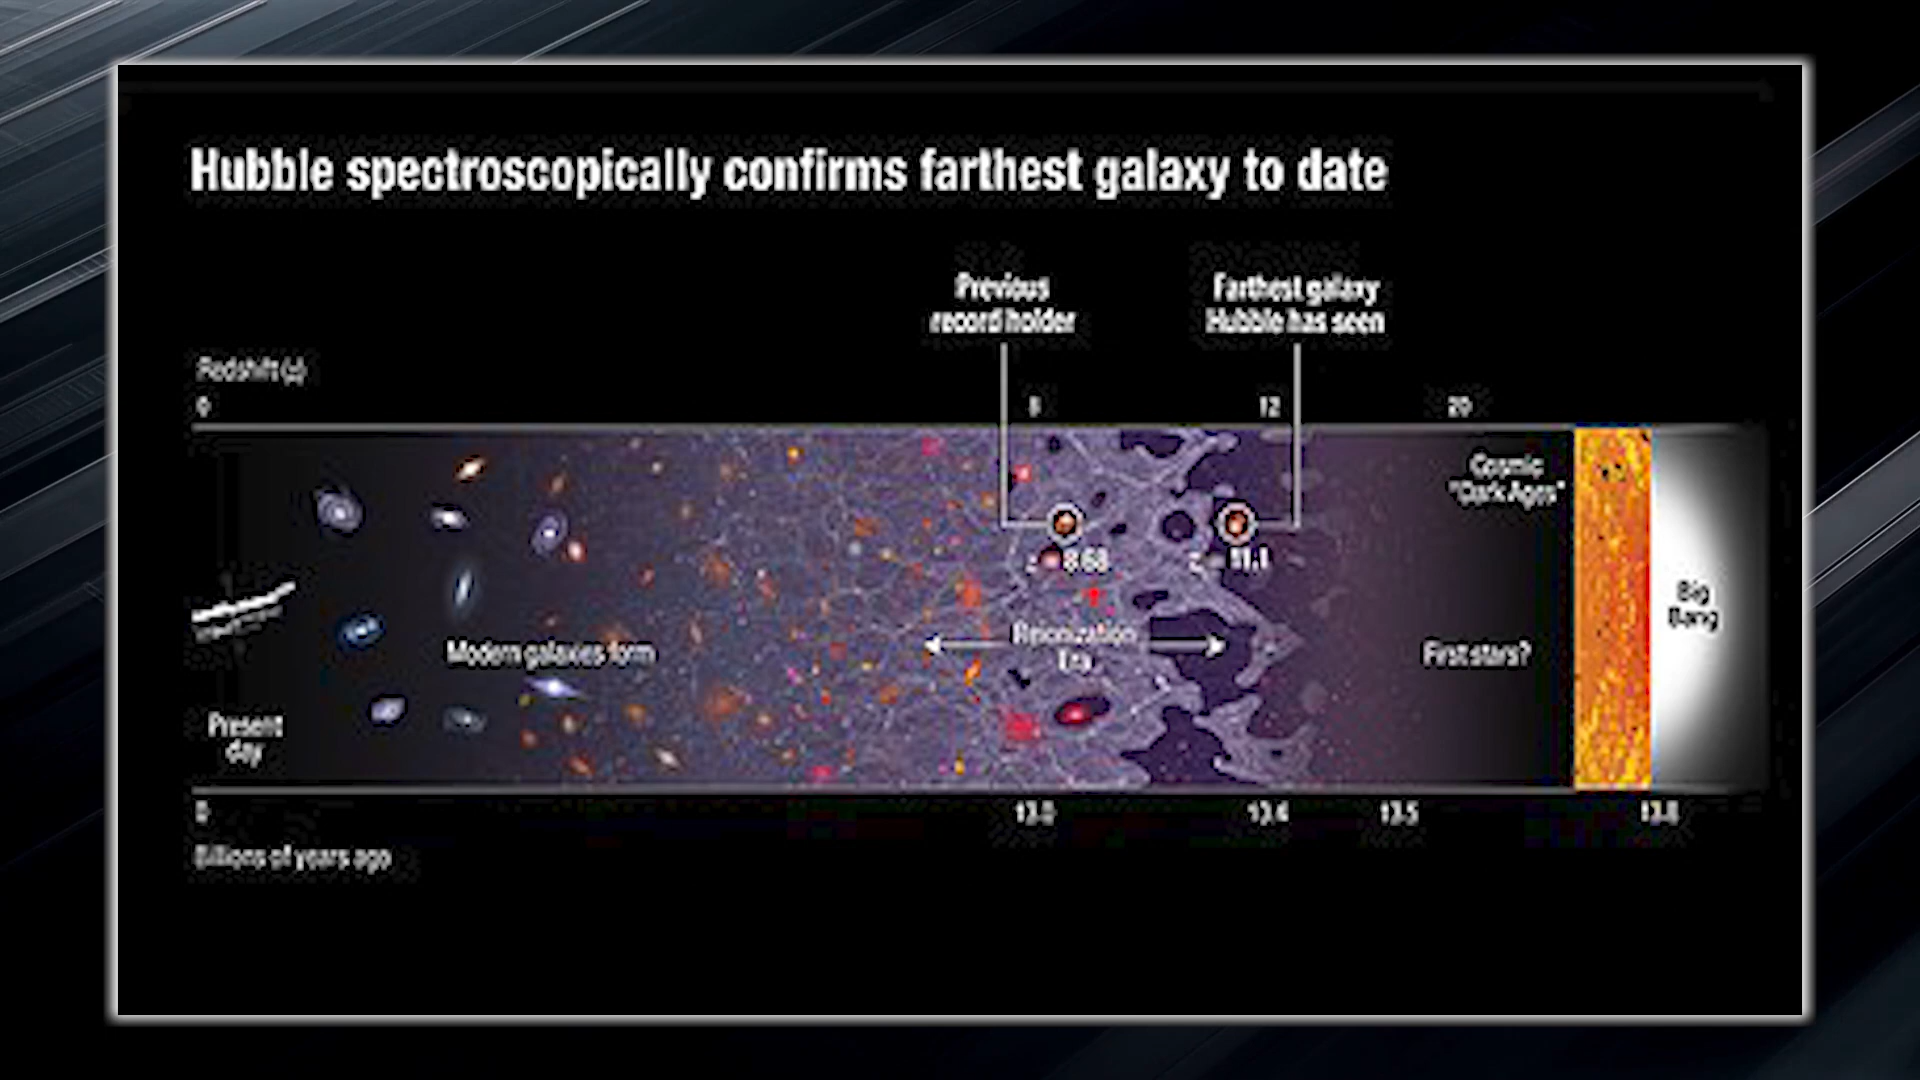 Hubble spectroscopically confirms farthest galaxy to date
Previous
record holder
Farthest galaxy
Hubble has seen
Redshift (z)
0 8 12 20
Cosmic
"Dark Ages"
z = 8.68
z = 11.1
Big
Bang
Reionization
Era
Modern galaxies form
First stars?
Present
day
0 13.0 13.4 13.5 13.8
Billions of years ago